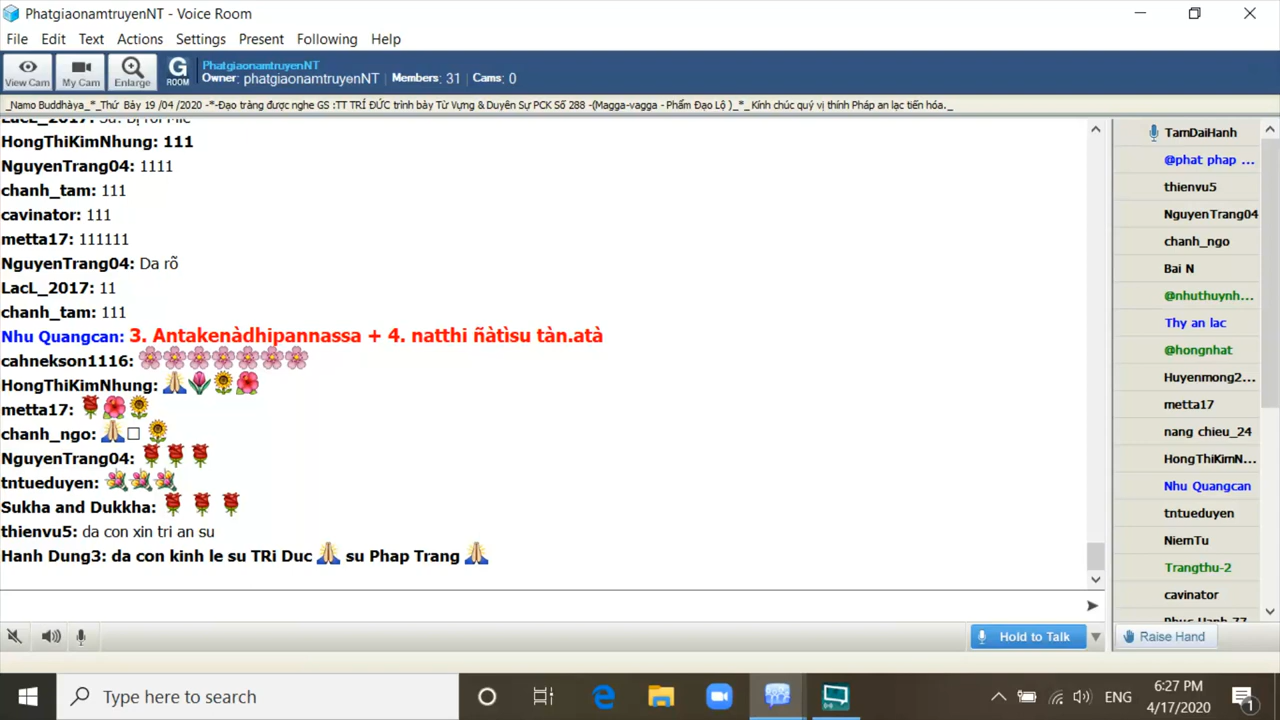 PhatgiaonamtruyenNT - Voice Room
File Edit Text Actions Settings Present Following Help
View Cam
My Cam
Enlarge
G ROOM
PhatgiaonamtruyenNT
Owner: phatgiaonamtruyenNT | Members: 31 | Cams: 0
_Namo Buddhàya_*_Thứ Bảy 19 /04 /2020 -*-Đạo tràng được nghe GS :TT TRÍ ĐỨC trình bày Từ Vựng & Duyên Sự PCK Số 288 -(Magga-vagga - Phẩm Đạo Lộ )_*_ Kính chúc quý vị thính Pháp an lạc tiến hóa._
HongThiKimNhung: 111
NguyenTrang04: 1111
chanh_tam: 111
cavinator: 111
metta17: 111111
NguyenTrang04: Da rõ
LacL_2017: 11
chanh_tam: 111
Nhu Quangcan: 3. Antakenàdhipannassa + 4. natthi ñàtìsu tàn.atà
cahnekson1116: 🌸🌸🌸🌸🌸🌸🌸
HongThiKimNhung: 🙏🌷🌻🌺
metta17: 🌹🌺🌻
chanh_ngo: 🙏□ 🌻
NguyenTrang04: 🌹 🌹 🌹
tntueduyen: 💐💐💐
Sukha and Dukkha: 🌹 🌹 🌹
thienvu5: da con xin tri an su
Hanh Dung3: da con kinh le su TRi Duc 🙏 su Phap Trang 🙏
TamDaiHanh
@phat phap ...
thienvu5
NguyenTrang04
chanh_ngo
Bai N
@nhuthuynh...
Thy an lac
@hongnhat
Huyenmong2...
metta17
nang chieu_24
HongThiKimN...
Nhu Quangcan
tntueduyen
NiemTu
Trangthu-2
cavinator
Hold to Talk
Raise Hand
Type here to search
ENG
6:27 PM
4/17/2020
1